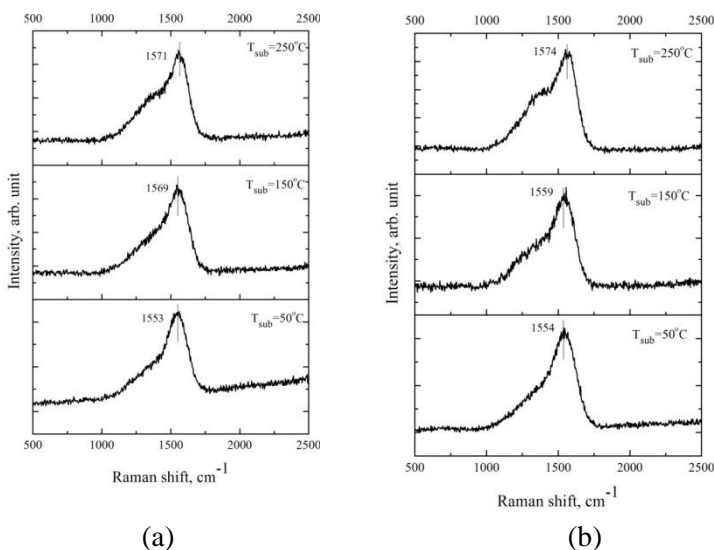 500 1000 1500 2000 2500
1571
T_sub=250°C
1569
T_sub=150°C
1553
T_sub=50°C
Intensity, arb. unit
500 1000 1500 2000 2500
Raman shift, cm⁻¹
(a)
500 1000 1500 2000 2500
1574
T_sub=250°C
1559
T_sub=150°C
1554
T_sub=50°C
Intensity, arb. unit
500 1000 1500 2000 2500
Raman shift, cm⁻¹
(b)